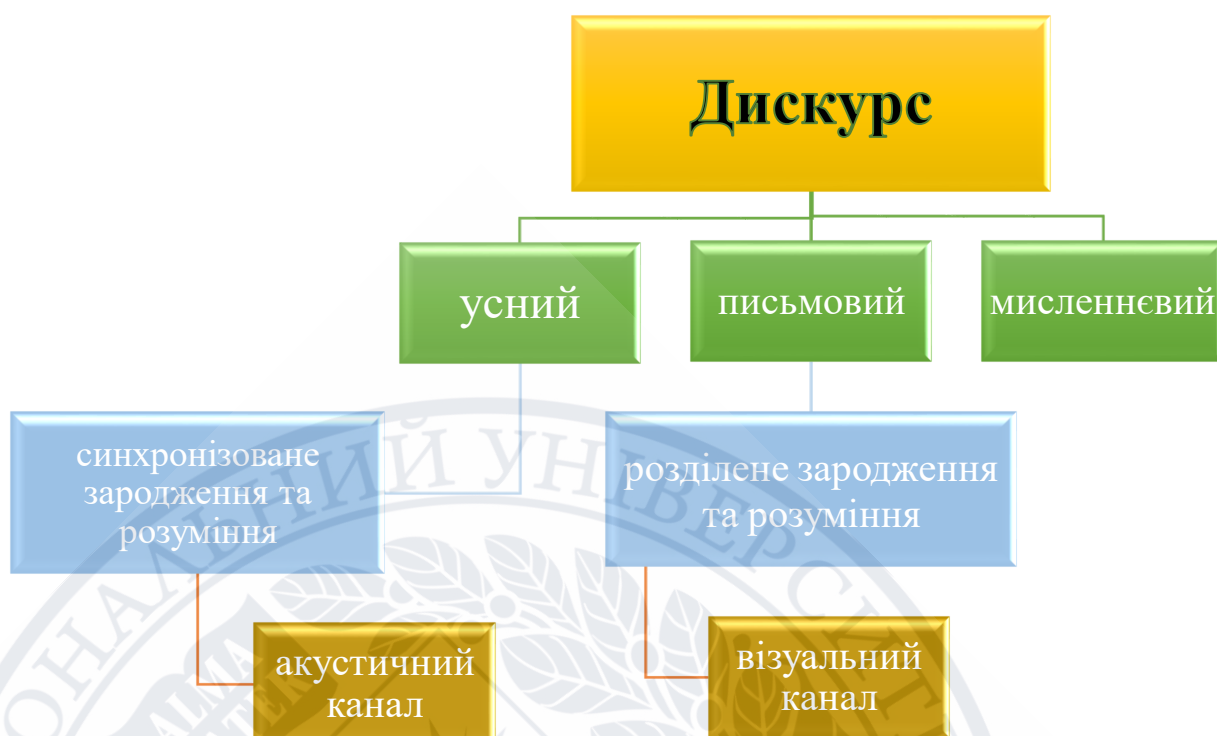 Дискурс
усний
письмовий
мисленнєвий
синхронізоване
зародження та
розуміння
розділене зародження
та розуміння
акустичний
канал
візуальний
канал